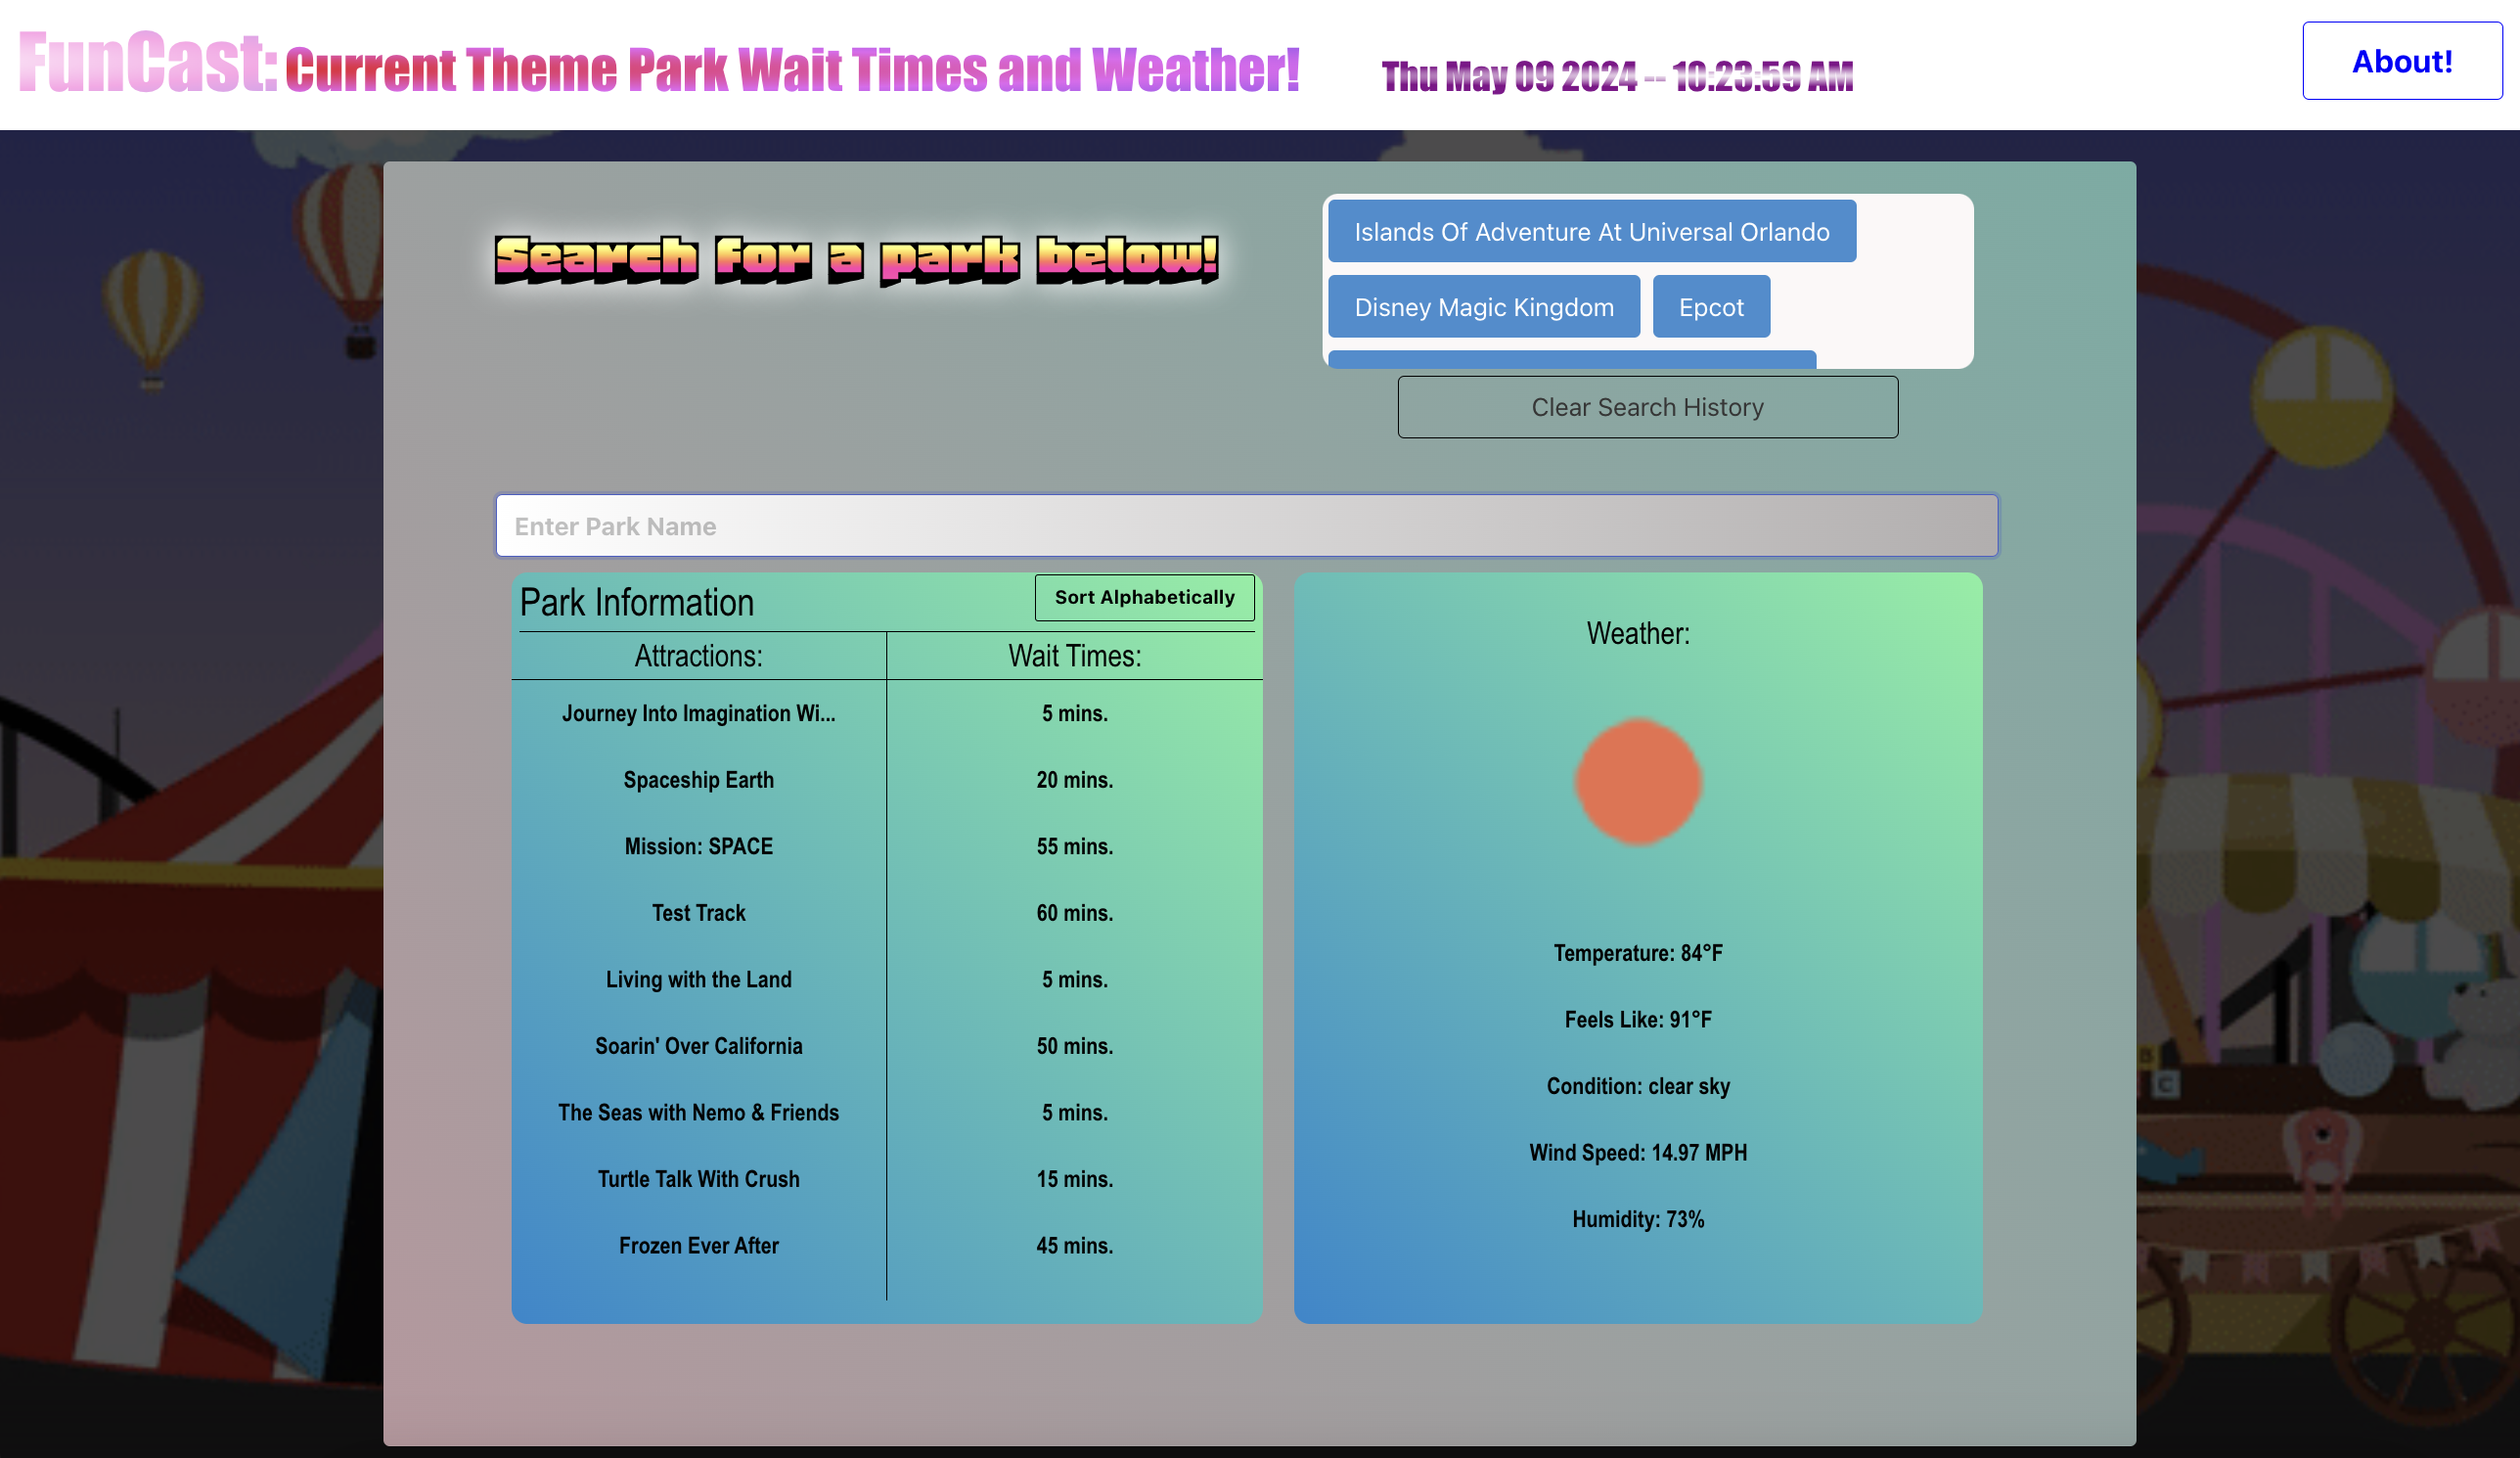 FunCast: Current Theme Park Wait Times and Weather! Thu May 09 2024 -- 10:23:59 AM About!
Search for a park below!
Islands Of Adventure At Universal Orlando
Disney Magic Kingdom Epcot
Clear Search History
Enter Park Name
Park Information Sort Alphabetically
Attractions: Wait Times:
Journey Into Imagination Wi... 5 mins.
Spaceship Earth 20 mins.
Mission: SPACE 55 mins.
Test Track 60 mins.
Living with the Land 5 mins.
Soarin' Over California 50 mins.
The Seas with Nemo & Friends 5 mins.
Turtle Talk With Crush 15 mins.
Frozen Ever After 45 mins.
Weather:
Temperature: 84°F
Feels Like: 91°F
Condition: clear sky
Wind Speed: 14.97 MPH
Humidity: 73%
B
C